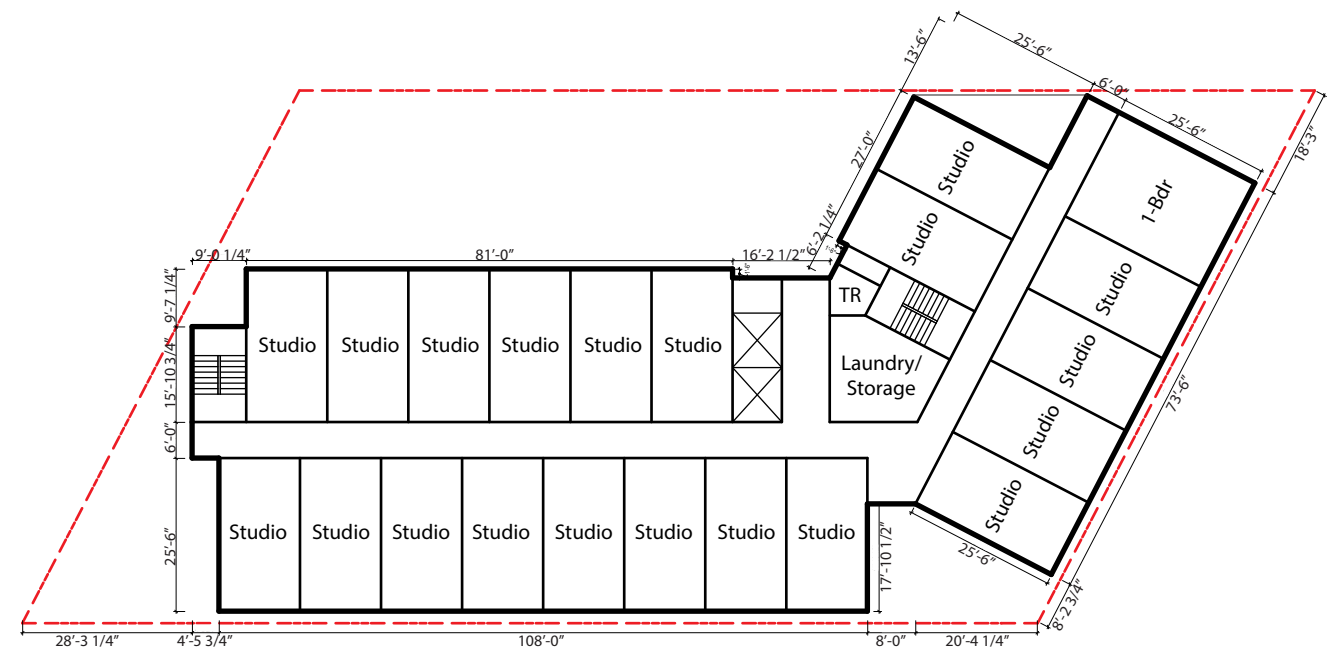 25′-6″
13′-6″
6′-0″
25′-6″
18′-3″
27′-0″
Studio
1-Bdr
Studio
6′-2 1/4″
9′-0 1/4″
81′-0″
16′-2 1/2″
1′-6″
1′-6″
Studio
9′-7 1/4″
TR
15′-10 3/4″
Studio
Studio
Studio
Studio
Studio
Studio
Laundry/
Storage
Studio
73′-6″
6′-0″
Studio
Studio
25′-6″
Studio
Studio
Studio
Studio
Studio
Studio
Studio
Studio
17′-10 1/2″
25′-6″
8′-2 3/4″
28′-3 1/4″
4′-5 3/4″
108′-0″
8′-0″
20′-4 1/4″